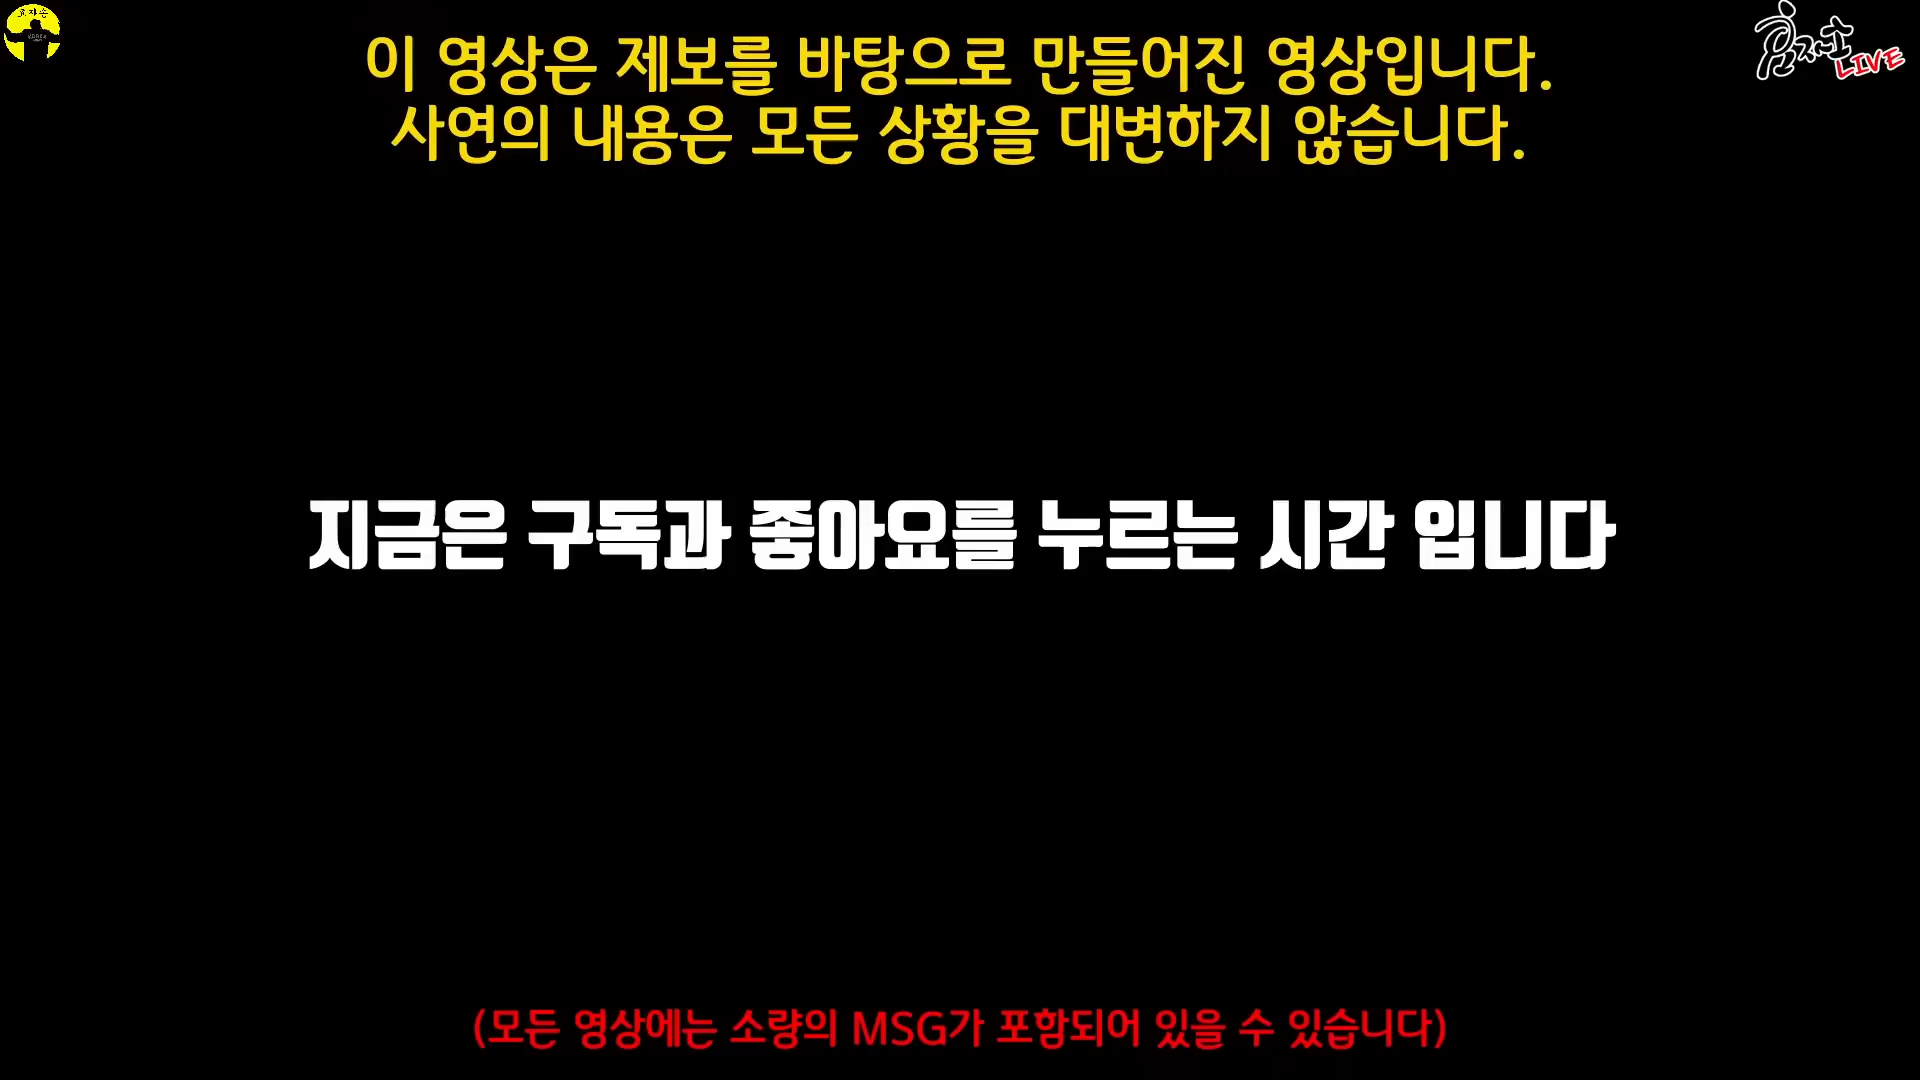 이 영상은 제보를 바탕으로 만들어진 영상입니다.
사연의 내용은 모든 상황을 대변하지 않습니다.
LIVE
지금은 구독과 좋아요를 누르는 시간 입니다
(모든 영상에는 소량의 MSG가 포함되어 있을 수 있습니다)